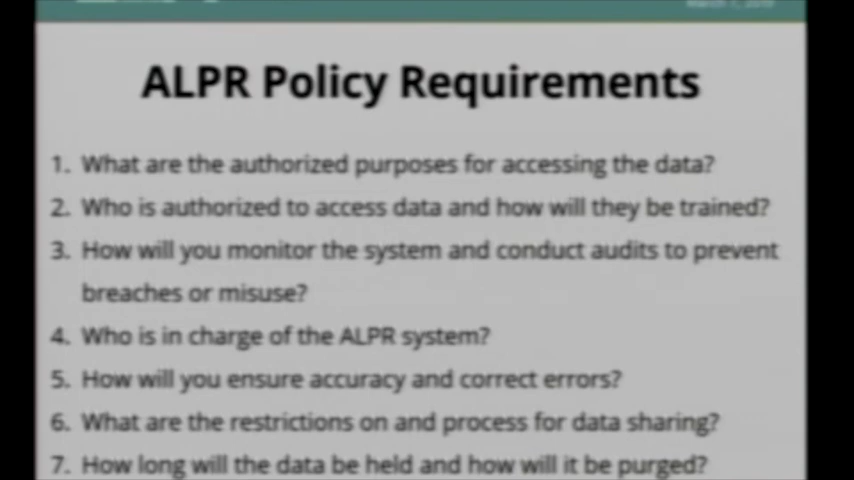 ALPR Policy Requirements
1. What are the authorized purposes for accessing the data?
2. Who is authorized to access data and how will they be trained?
3. How will you monitor the system and conduct audits to prevent
breaches or misuse?
4. Who is in charge of the ALPR system?
5. How will you ensure accuracy and correct errors?
6. What are the restrictions on and process for data sharing?
7. How long will the data be held and how will it be purged?